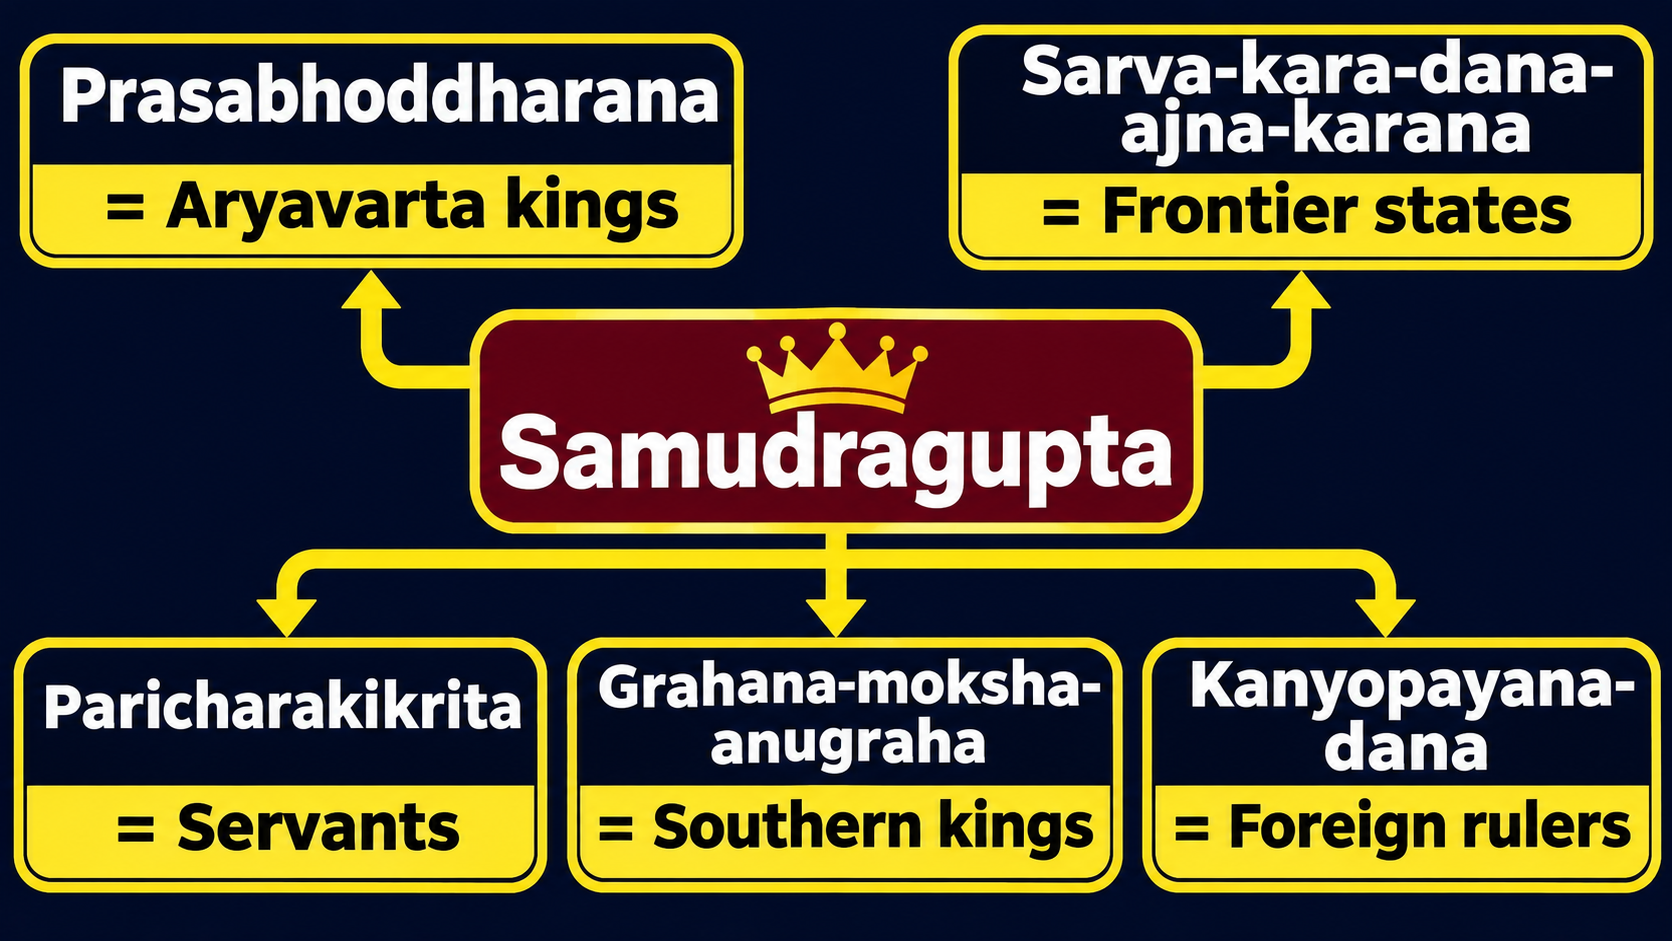 Prasabhoddharana
= Aryavarta kings
Sarva-kara-dana-
ajna-karana
= Frontier states
Samudragupta
Paricharakikrita
= Servants
Grahana-moksha-
anugraha
= Southern kings
Kanyopayana-
dana
= Foreign rulers